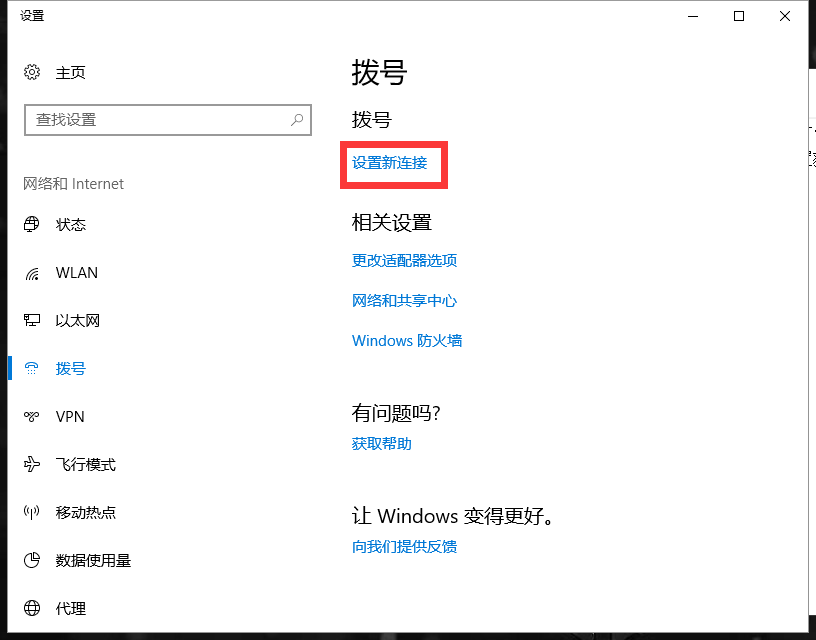 设置
主页
查找设置
网络和 Internet
状态
WLAN
以太网
拨号
VPN
飞行模式
移动热点
数据使用量
代理
拨号
拨号
设置新连接
相关设置
更改适配器选项
网络和共享中心
Windows 防火墙
有问题吗?
获取帮助
让 Windows 变得更好。
向我们提供反馈